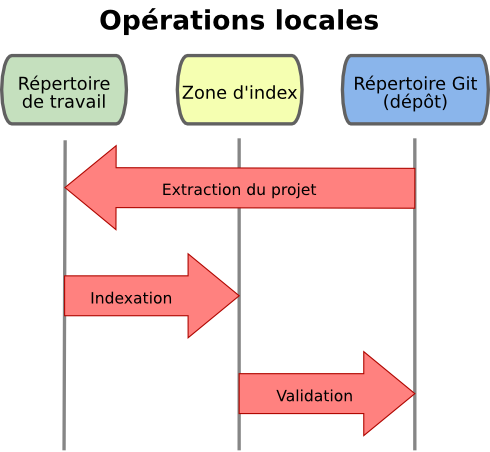 Opérations locales
Répertoire
de travail
Zone d'index
Répertoire Git
(dépôt)
Extraction du projet
Indexation
Validation